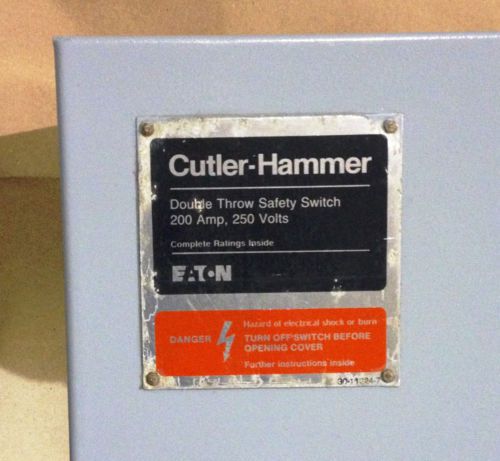 Cutler-Hammer
Double Throw Safety Switch
200 Amp, 250 Volts
Complete Ratings Inside
EATON
DANGER
Hazard of electrical shock or burn
TURN OFF SWITCH BEFORE
OPENING COVER
Further instructions inside